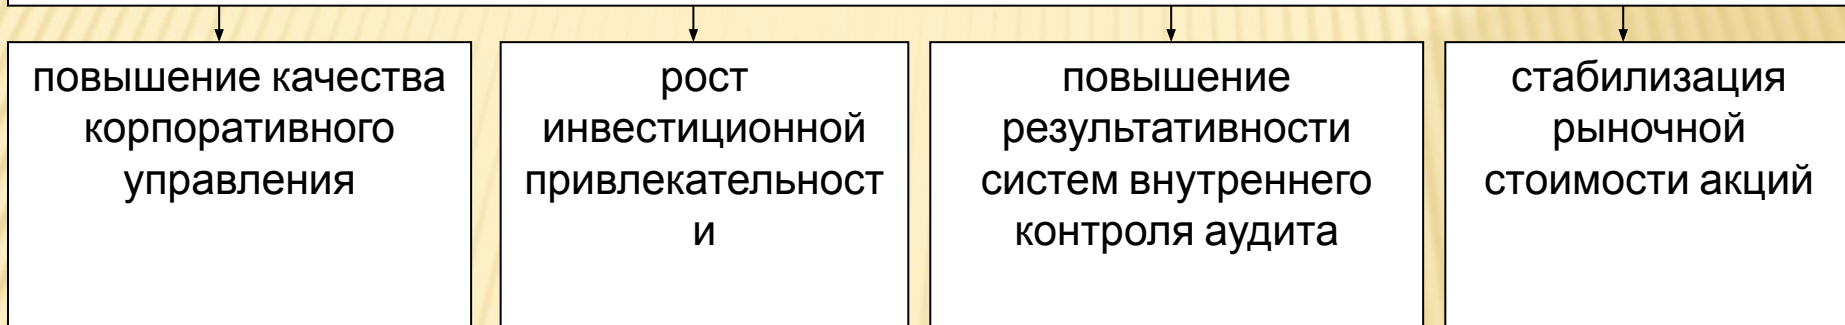 повышение качества
корпоративного
управления
рост
инвестиционной
привлекательност
и
повышение
результативности
систем внутреннего
контроля аудита
стабилизация
рыночной
стоимости акций